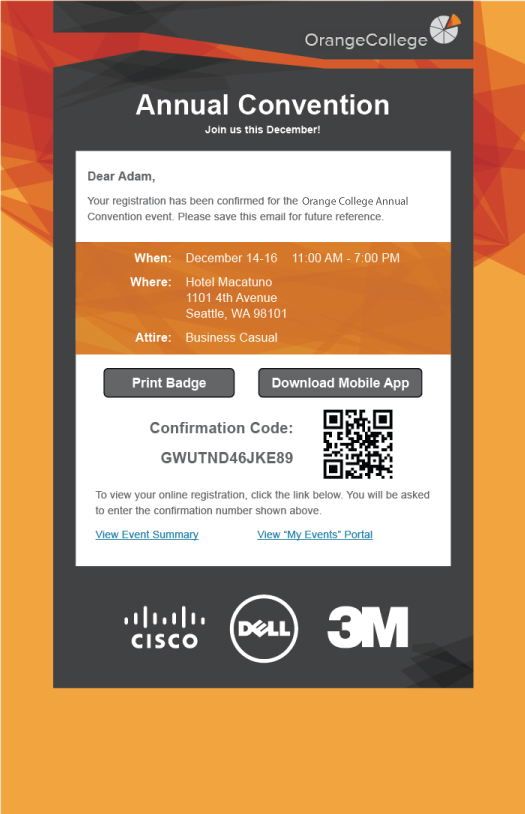 OrangeCollege
Annual Convention
Join us this December!
Dear Adam,
Your registration has been confirmed for the Orange College Annual
Convention event. Please save this email for future reference.
When: December 14-16 11:00 AM - 7:00 PM
Where: Hotel Macatuno
1101 4th Avenue
Seattle, WA 98101
Attire: Business Casual
Print Badge Download Mobile App
Confirmation Code:
GWUTND46JKE89
To view your online registration, click the link below. You will be asked
to enter the confirmation number shown above.
View Event Summary View "My Events" Portal
CISCO DELL 3M